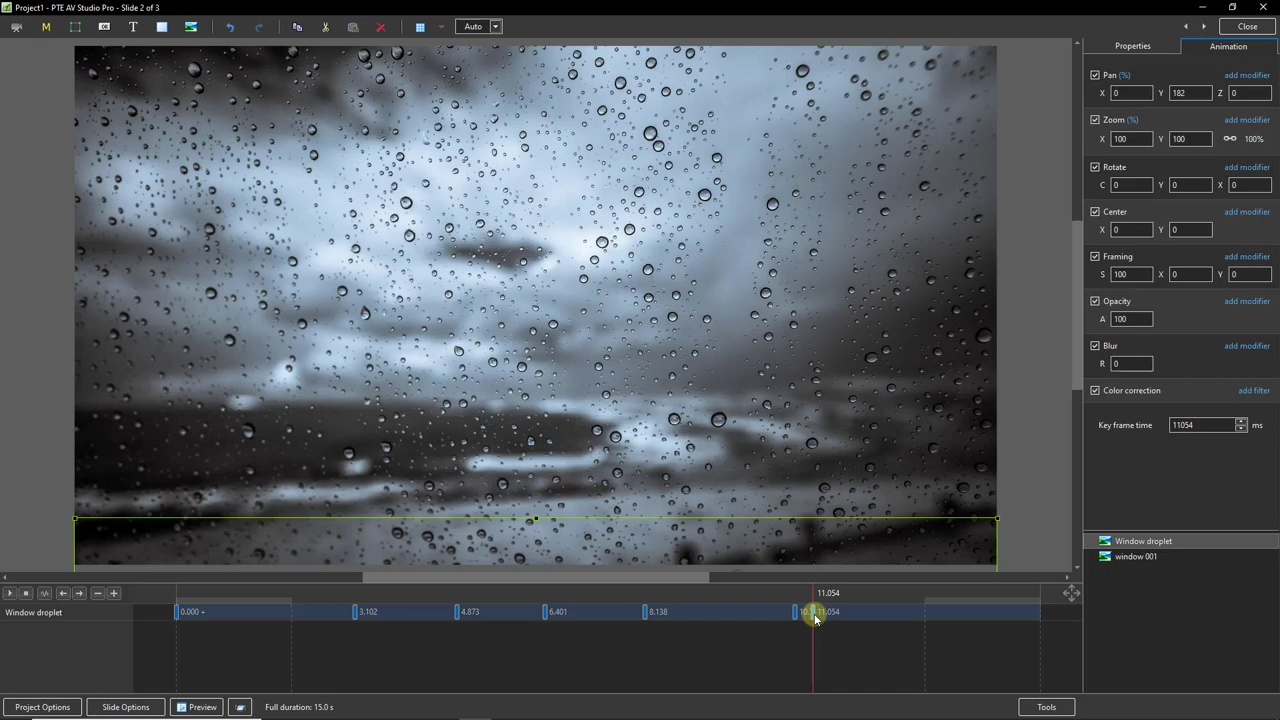 Project1 - PTE AV Studio Pro - Slide 2 of 3
M OK T Auto Close
Properties Animation
Pan (%) add modifier
X 0 Y 182 Z 0
Zoom (%) add modifier
X 100 Y 100 100%
Rotate add modifier
C 0 Y 0 X 0
Center add modifier
X 0 Y 0
Framing add modifier
S 100 X 0 Y 0
Opacity add modifier
A 100
Blur add modifier
R 0
Color correction add filter
Key frame time 11054 ms
Window droplet
window 001
11.054
Window droplet 0.000 + 3.102 4.873 6.401 8.138 11.054
Project Options Slide Options Preview Full duration: 15.0 s Tools